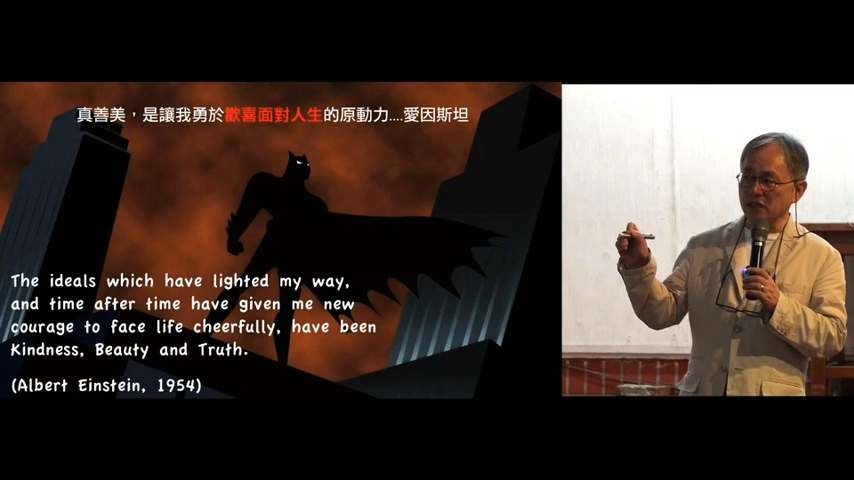 真善美，是讓我勇於歡喜面對人生的原動力....愛因斯坦
The ideals which have lighted my way,
and time after time have given me new
courage to face life cheerfully, have been
Kindness, Beauty and Truth.
(Albert Einstein, 1954)